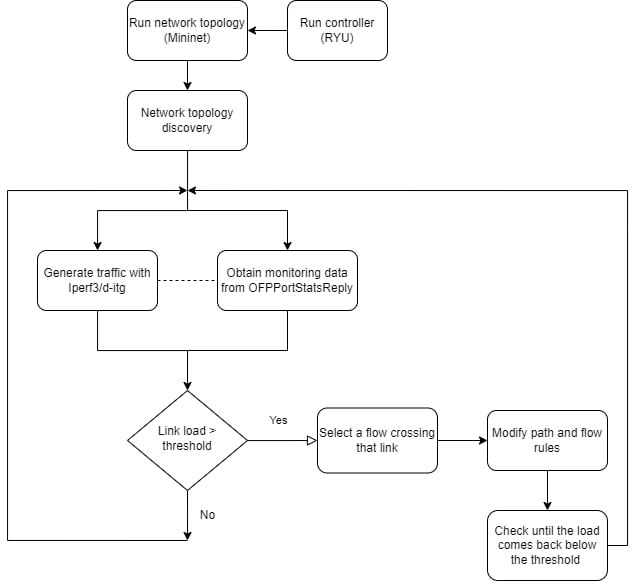 Run network topology
(Mininet)
Run controller
(RYU)
Network topology
discovery
Generate traffic with
Iperf3/d-itg
Obtain monitoring data
from OFPPortStatsReply
Link load >
threshold
Yes
Select a flow crossing
that link
Modify path and flow
rules
No
Check until the load
comes back below
the threshold